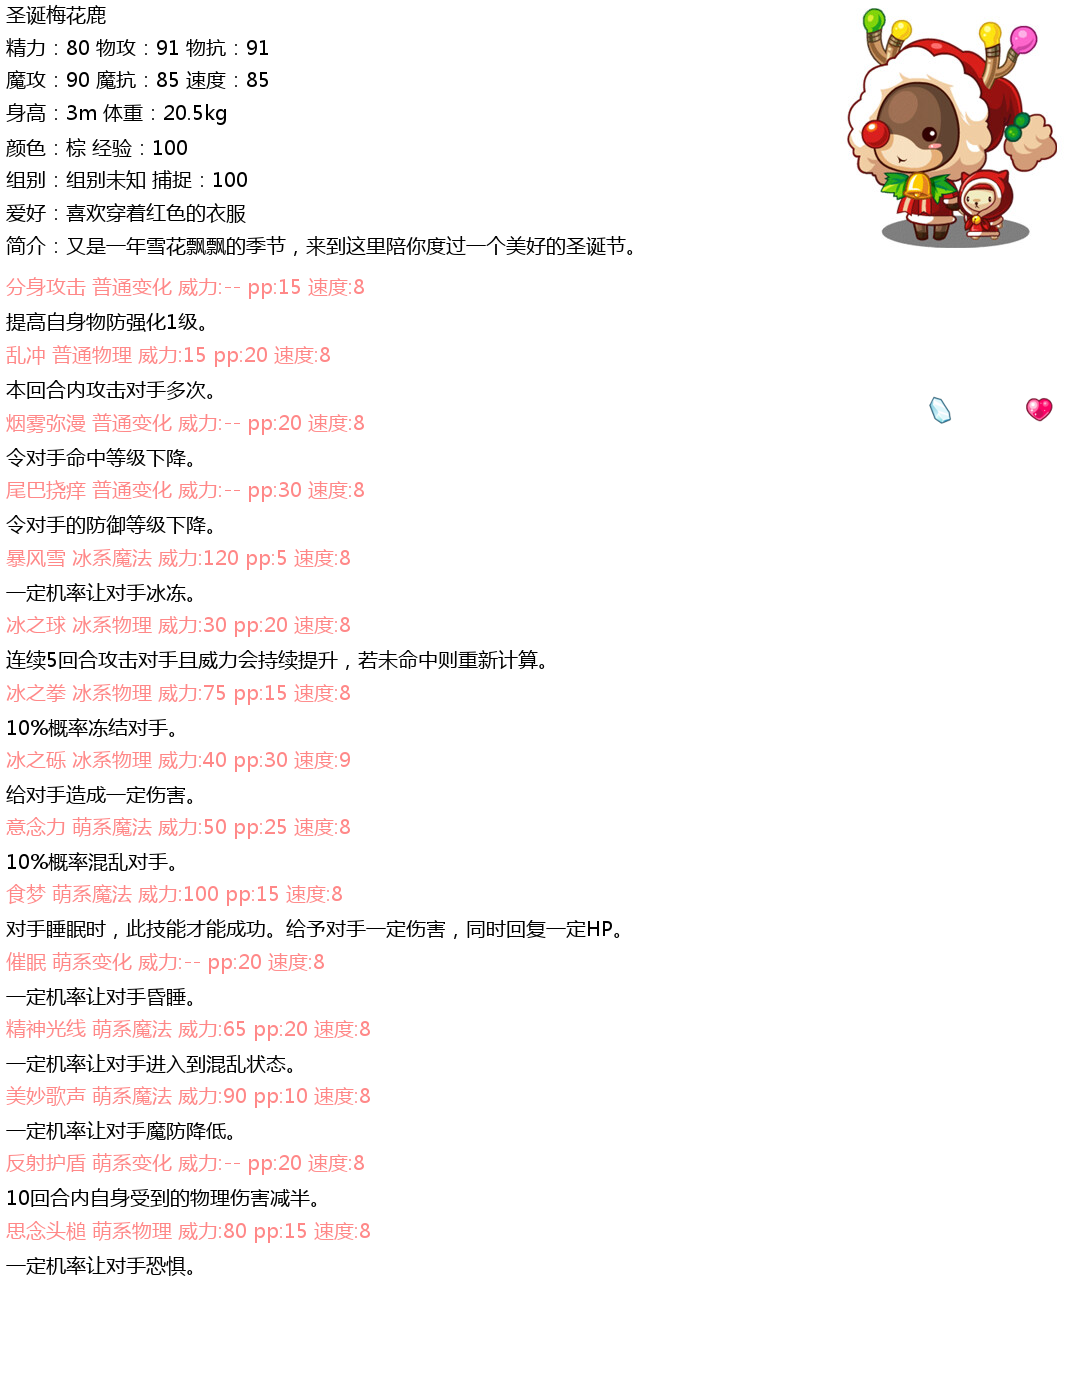 圣诞梅花鹿
精力：80 物攻：91 物抗：91
魔攻：90 魔抗：85 速度：85
身高：3m 体重：20.5kg
颜色：棕 经验：100
组别：组别未知 捕捉：100
爱好：喜欢穿着红色的衣服
简介：又是一年雪花飘飘的季节，来到这里陪你度过一个美好的圣诞节。
分身攻击 普通变化 威力:-- pp:15 速度:8
提高自身物防强化1级。
乱冲 普通物理 威力:15 pp:20 速度:8
本回合内攻击对手多次。
烟雾弥漫 普通变化 威力:-- pp:20 速度:8
令对手命中等级下降。
尾巴挠痒 普通变化 威力:-- pp:30 速度:8
令对手的防御等级下降。
暴风雪 冰系魔法 威力:120 pp:5 速度:8
一定机率让对手冰冻。
冰之球 冰系物理 威力:30 pp:20 速度:8
连续5回合攻击对手且威力会持续提升，若未命中则重新计算。
冰之拳 冰系物理 威力:75 pp:15 速度:8
10%概率冻结对手。
冰之砾 冰系物理 威力:40 pp:30 速度:9
给对手造成一定伤害。
意念力 萌系魔法 威力:50 pp:25 速度:8
10%概率混乱对手。
食梦 萌系魔法 威力:100 pp:15 速度:8
对手睡眠时，此技能才能成功。给予对手一定伤害，同时回复一定HP。
催眠 萌系变化 威力:-- pp:20 速度:8
一定机率让对手昏睡。
精神光线 萌系魔法 威力:65 pp:20 速度:8
一定机率让对手进入到混乱状态。
美妙歌声 萌系魔法 威力:90 pp:10 速度:8
一定机率让对手魔防降低。
反射护盾 萌系变化 威力:-- pp:20 速度:8
10回合内自身受到的物理伤害减半。
思念头槌 萌系物理 威力:80 pp:15 速度:8
一定机率让对手恐惧。